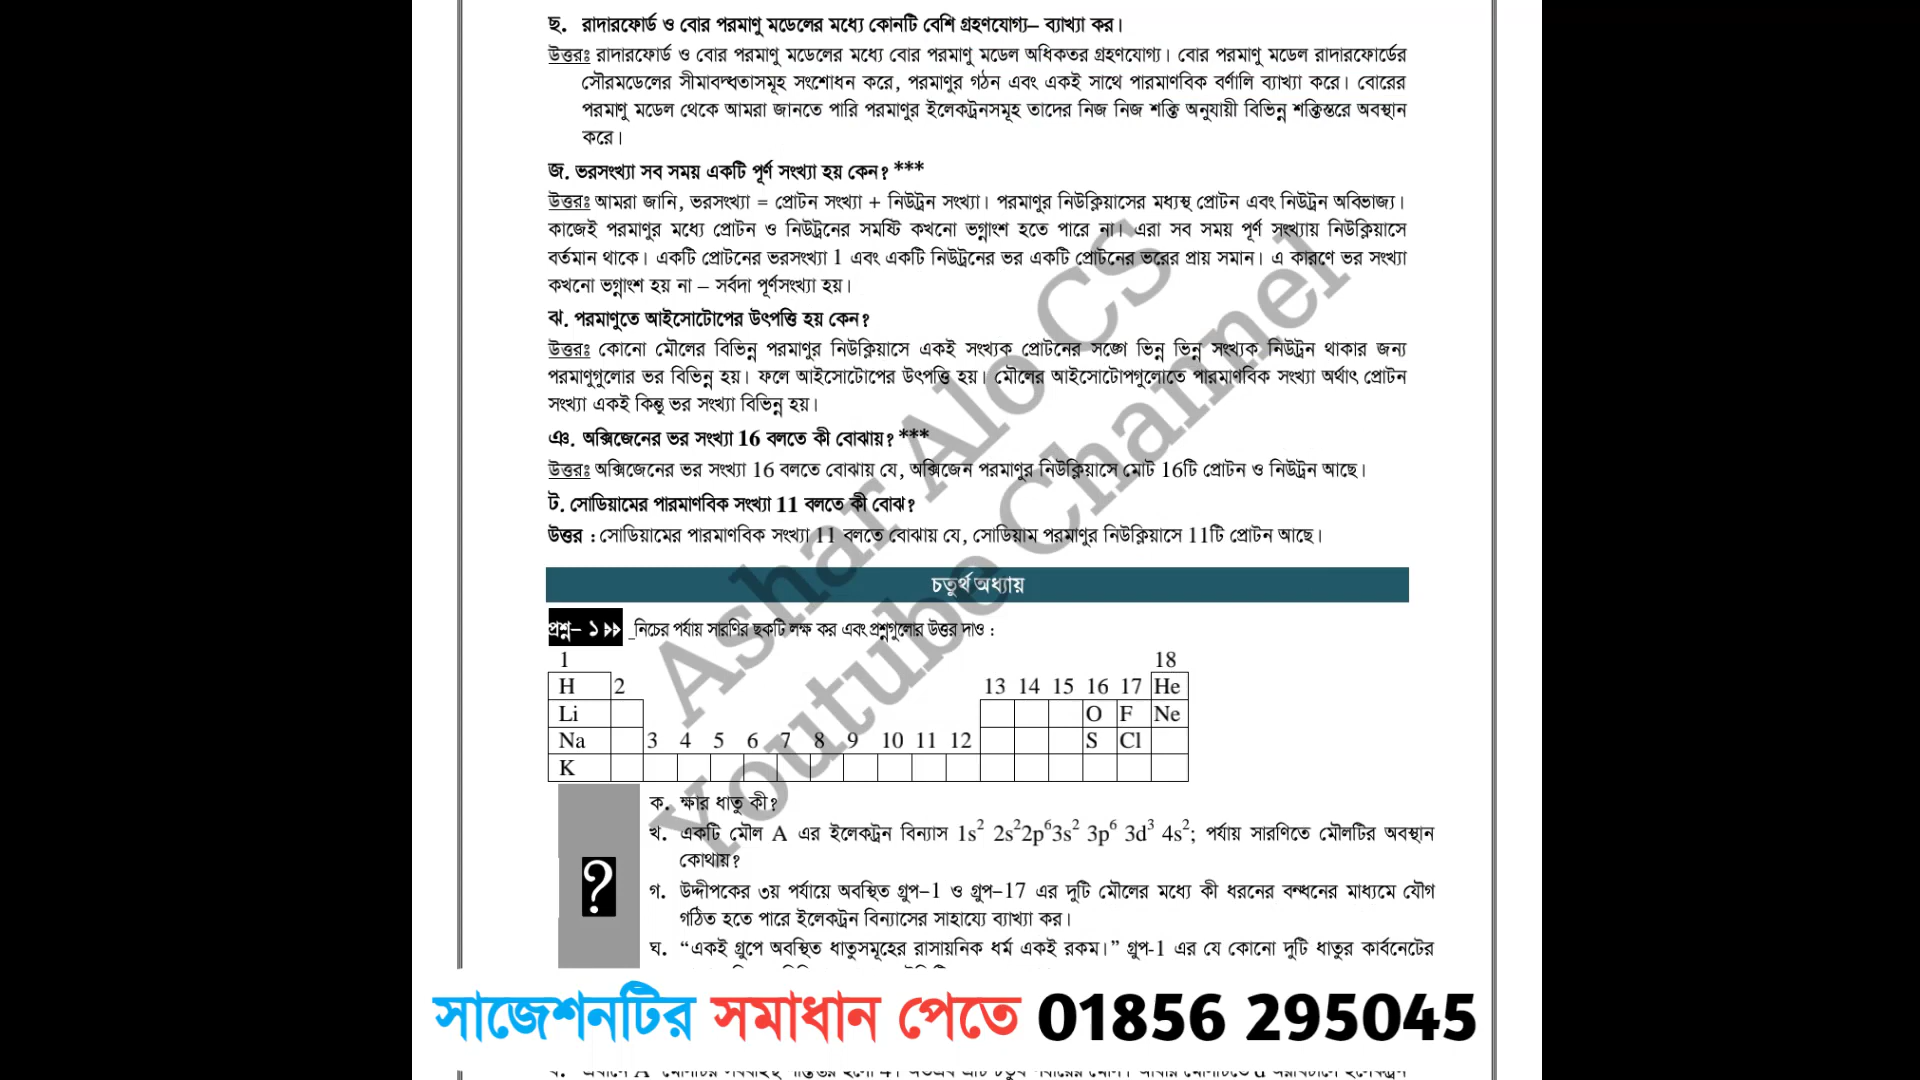 ছ. রাদারফোর্ড ও বোর পরমাণু মডেলের মধ্যে কোনটি বেশি গ্রহণযোগ্য– ব্যাখ্যা কর।
উত্তরঃ রাদারফোর্ড ও বোর পরমাণু মডেলের মধ্যে বোর পরমাণু মডেল অধিকতর গ্রহণযোগ্য। বোর পরমাণু মডেল রাদারফোর্ডের
সৌরমডেলের সীমাবদ্ধতাসমূহ সংশোধন করে, পরমাণুর গঠন এবং একই সাথে পারমাণবিক বর্ণালি ব্যাখ্যা করে। বোরের
পরমাণু মডেল থেকে আমরা জানতে পারি পরমাণুর ইলেকট্রনসমূহ তাদের নিজ নিজ শক্তি অনুযায়ী বিভিন্ন শক্তিস্তরে অবস্থান
করে।
জ. ভরসংখ্যা সব সময় একটি পূর্ণ সংখ্যা হয় কেন? ***
উত্তরঃ আমরা জানি, ভরসংখ্যা = প্রোটন সংখ্যা + নিউট্রন সংখ্যা। পরমাণুর নিউক্লিয়াসের মধ্যস্থ প্রোটন এবং নিউট্রন অবিভাজ্য।
কাজেই পরমাণুর মধ্যে প্রোটন ও নিউট্রনের সমষ্টি কখনো ভগ্নাংশ হতে পারে না। এরা সব সময় পূর্ণ সংখ্যায় নিউক্লিয়াসে
বর্তমান থাকে। একটি প্রোটনের ভরসংখ্যা 1 এবং একটি নিউট্রনের ভর একটি প্রোটনের ভরের প্রায় সমান। এ কারণে ভর সংখ্যা
কখনো ভগ্নাংশ হয় না – সর্বদা পূর্ণসংখ্যা হয়।
ঝ. পরমাণুতে আইসোটোপের উৎপত্তি হয় কেন?
উত্তরঃ কোনো মৌলের বিভিন্ন পরমাণুর নিউক্লিয়াসে একই সংখ্যক প্রোটনের সঙ্গে ভিন্ন ভিন্ন সংখ্যক নিউট্রন থাকার জন্য
পরমাণুগুলোর ভর বিভিন্ন হয়। ফলে আইসোটোপের উৎপত্তি হয়। মৌলের আইসোটোপগুলোতে পারমাণবিক সংখ্যা অর্থাৎ প্রোটন
সংখ্যা একই কিন্তু ভর সংখ্যা বিভিন্ন হয়।
ঞ. অক্সিজেনের ভর সংখ্যা 16 বলতে কী বোঝায়? ***
উত্তরঃ অক্সিজেনের ভর সংখ্যা 16 বলতে বোঝায় যে, অক্সিজেন পরমাণুর নিউক্লিয়াসে মোট 16টি প্রোটন ও নিউট্রন আছে।
ট. সোডিয়ামের পারমাণবিক সংখ্যা 11 বলতে কী বোঝ?
উত্তর : সোডিয়ামের পারমাণবিক সংখ্যা 11 বলতে বোঝায় যে, সোডিয়াম পরমাণুর নিউক্লিয়াসে 11টি প্রোটন আছে।
Ashar Alo CS
Youtube Channel
চতুর্থ অধ্যায়
প্রশ্ন– ১ ▸▸ _নিচের পর্যায় সারণির ছকটি লক্ষ কর এবং প্রশ্নগুলোর উত্তর দাও :
1 18
H 2 13 14 15 16 17 He
Li O F Ne
Na 3 4 5 6 7 8 9 10 11 12 S Cl
K
ক. ক্ষার ধাতু কী?
খ. একটি মৌল A এর ইলেকট্রন বিন্যাস 1s² 2s²2p⁶3s² 3p⁶ 3d³ 4s²; পর্যায় সারণিতে মৌলটির অবস্থান
কোথায়?
?
গ. উদ্দীপকের ৩য় পর্যায়ে অবস্থিত গ্রুপ–1 ও গ্রুপ–17 এর দুটি মৌলের মধ্যে কী ধরনের বন্ধনের মাধ্যমে যৌগ
গঠিত হতে পারে ইলেকট্রন বিন্যাসের সাহায্যে ব্যাখ্যা কর।
ঘ. “একই গ্রুপে অবস্থিত ধাতুসমূহের রাসায়নিক ধর্ম একই রকম।” গ্রুপ-1 এর যে কোনো দুটি ধাতুর কার্বনেটের
সাজেশনটির সমাধান পেতে 01856 295045